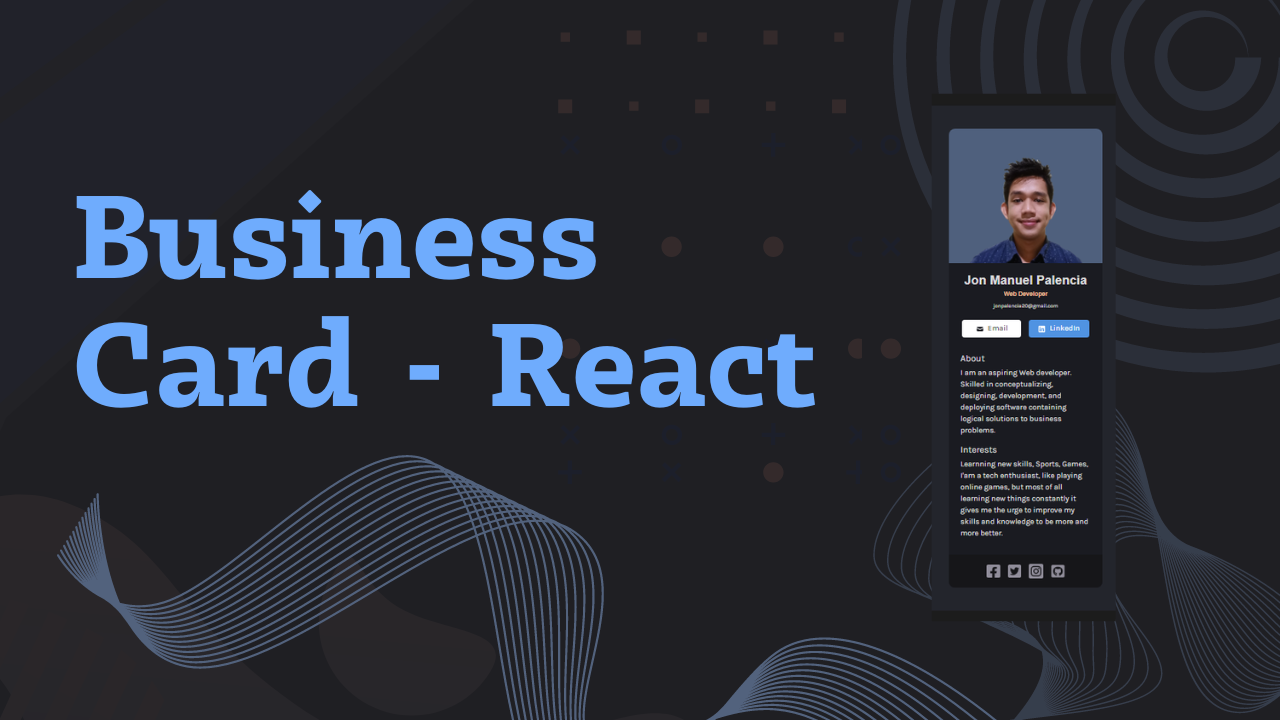 Business
Card - React
Jon Manuel Palencia
Web Developer
jonpalencia20@gmail.com
Email
LinkedIn
About
I am an aspiring Web developer.
Skilled in conceptualizing,
designing, development, and
deploying software containing
logical solutions to business
problems.
Interests
Learnning new skills, Sports, Games,
I'am a tech enthusiast, like playing
online games, but most of all
learning new things constantly it
gives me the urge to improve my
skills and knowledge to be more and
more better.